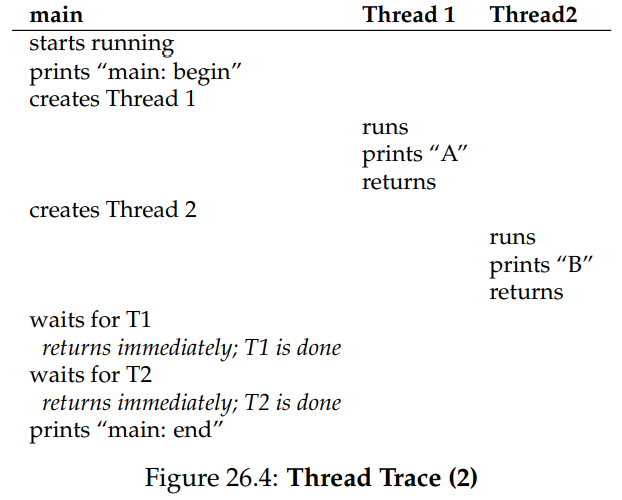 main Thread 1 Thread2
starts running
prints “main: begin”
creates Thread 1
runs
prints “A”
returns
creates Thread 2
runs
prints “B”
returns
waits for T1
returns immediately; T1 is done
waits for T2
returns immediately; T2 is done
prints “main: end”
Figure 26.4: Thread Trace (2)